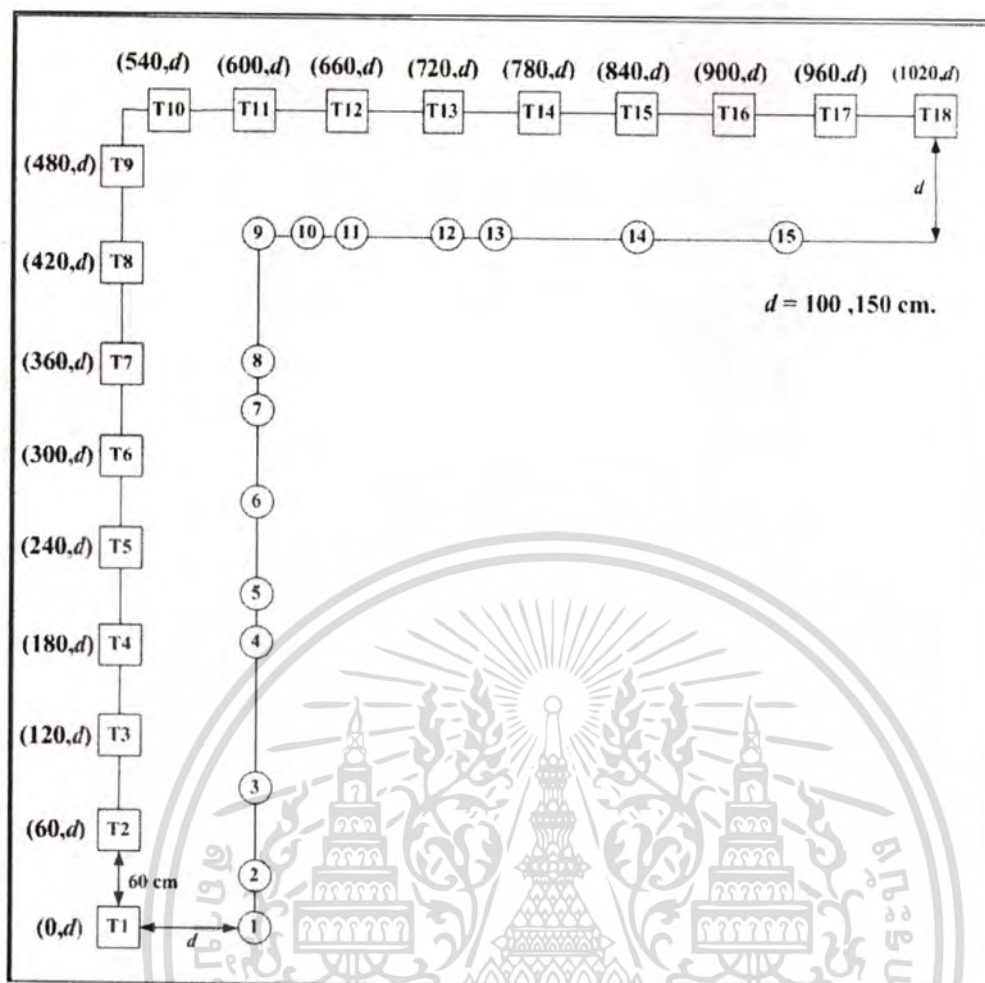 (540,d) (600,d) (660,d) (720,d) (780,d) (840,d) (900,d) (960,d) (1020,d)
T10 T11 T12 T13 T14 T15 T16 T17 T18
(480,d) T9
d
9 10 11 12 13 14 15
(420,d) T8
d = 100 ,150 cm.
(360,d) T7
8
7
(300,d) T6
6
(240,d) T5
5
(180,d) T4
4
(120,d) T3
3
(60,d) T2
2
60 cm
(0,d) T1
d
1